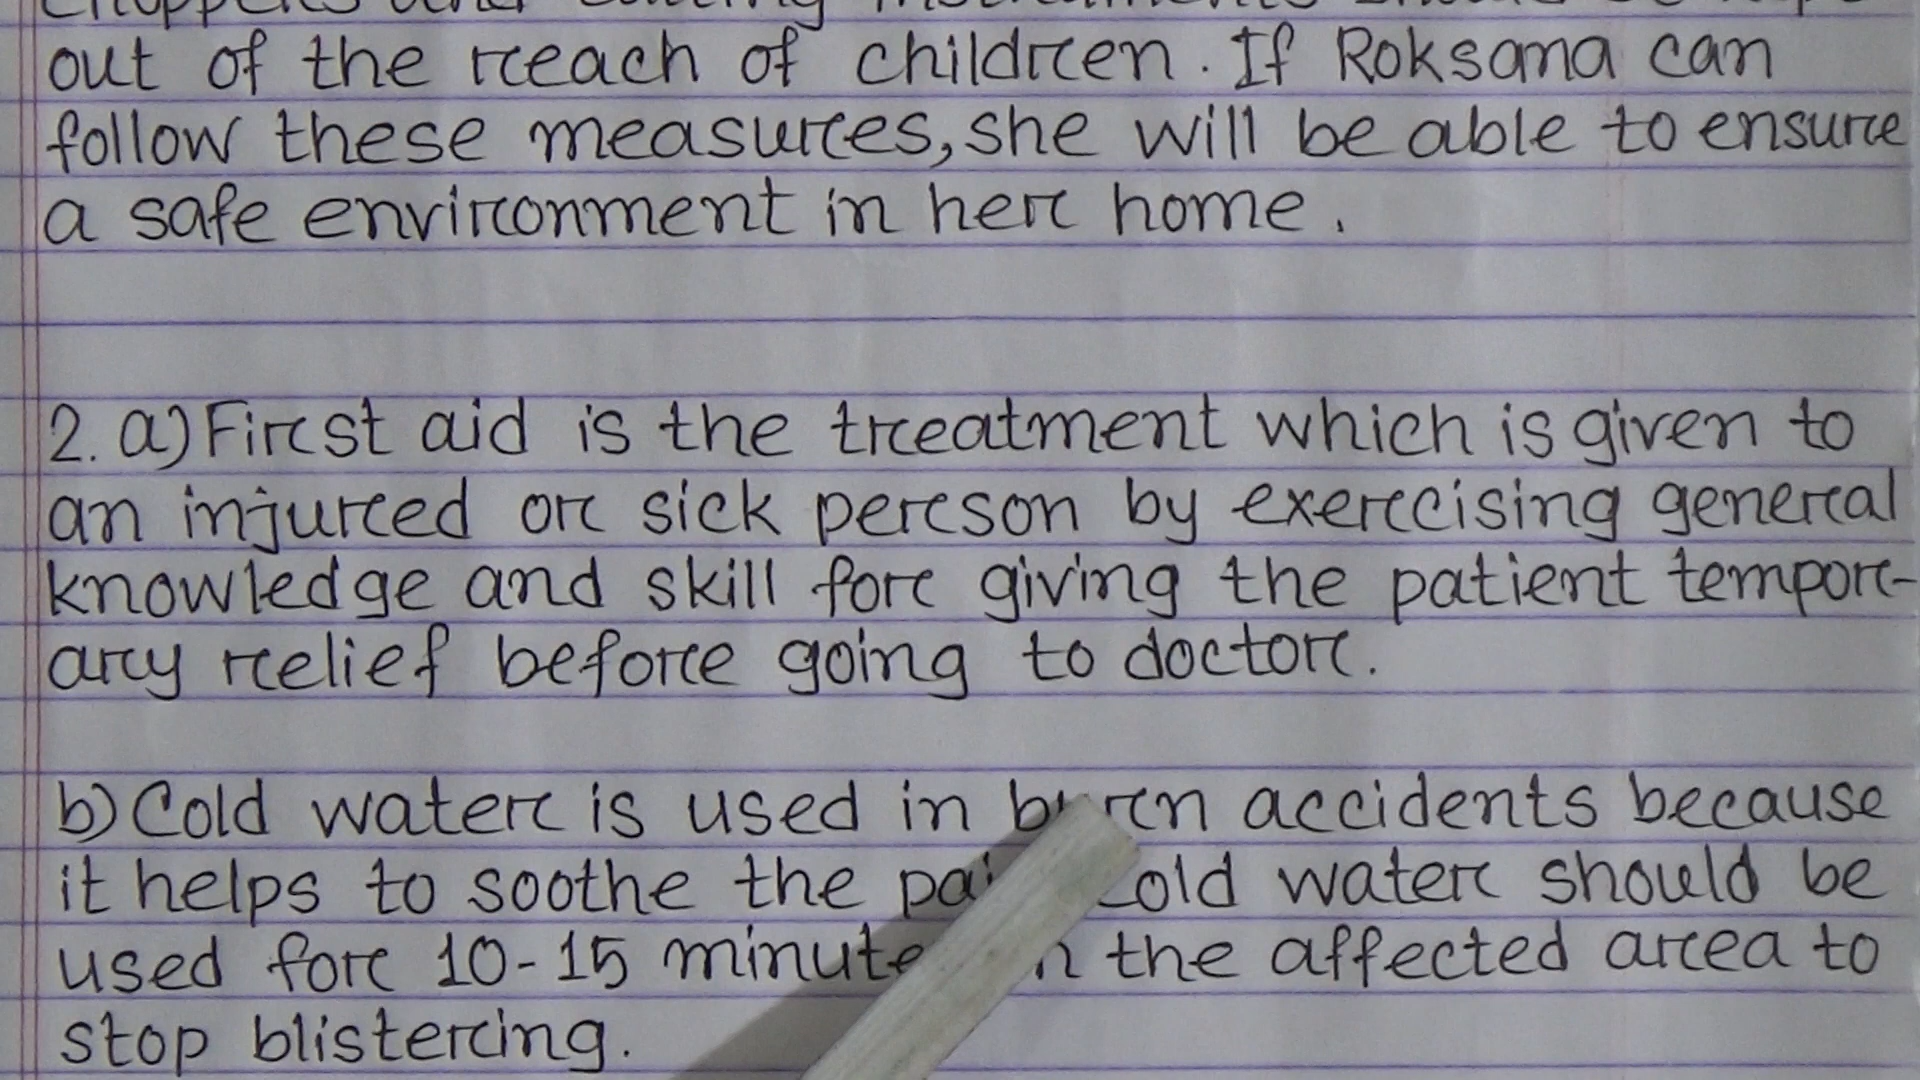 out of the reach of children. If Roksana can
follow these measures, she will be able to ensure
a safe environment in her home.
2. a) First aid is the treatment which is given to
an injured or sick person by exercising general
knowledge and skill for giving the patient tempor-
ary relief before going to doctor.
b) Cold water is used in burn accidents because
it helps to soothe the old water should be
used for 10-15 the affected area to
stop blistering.